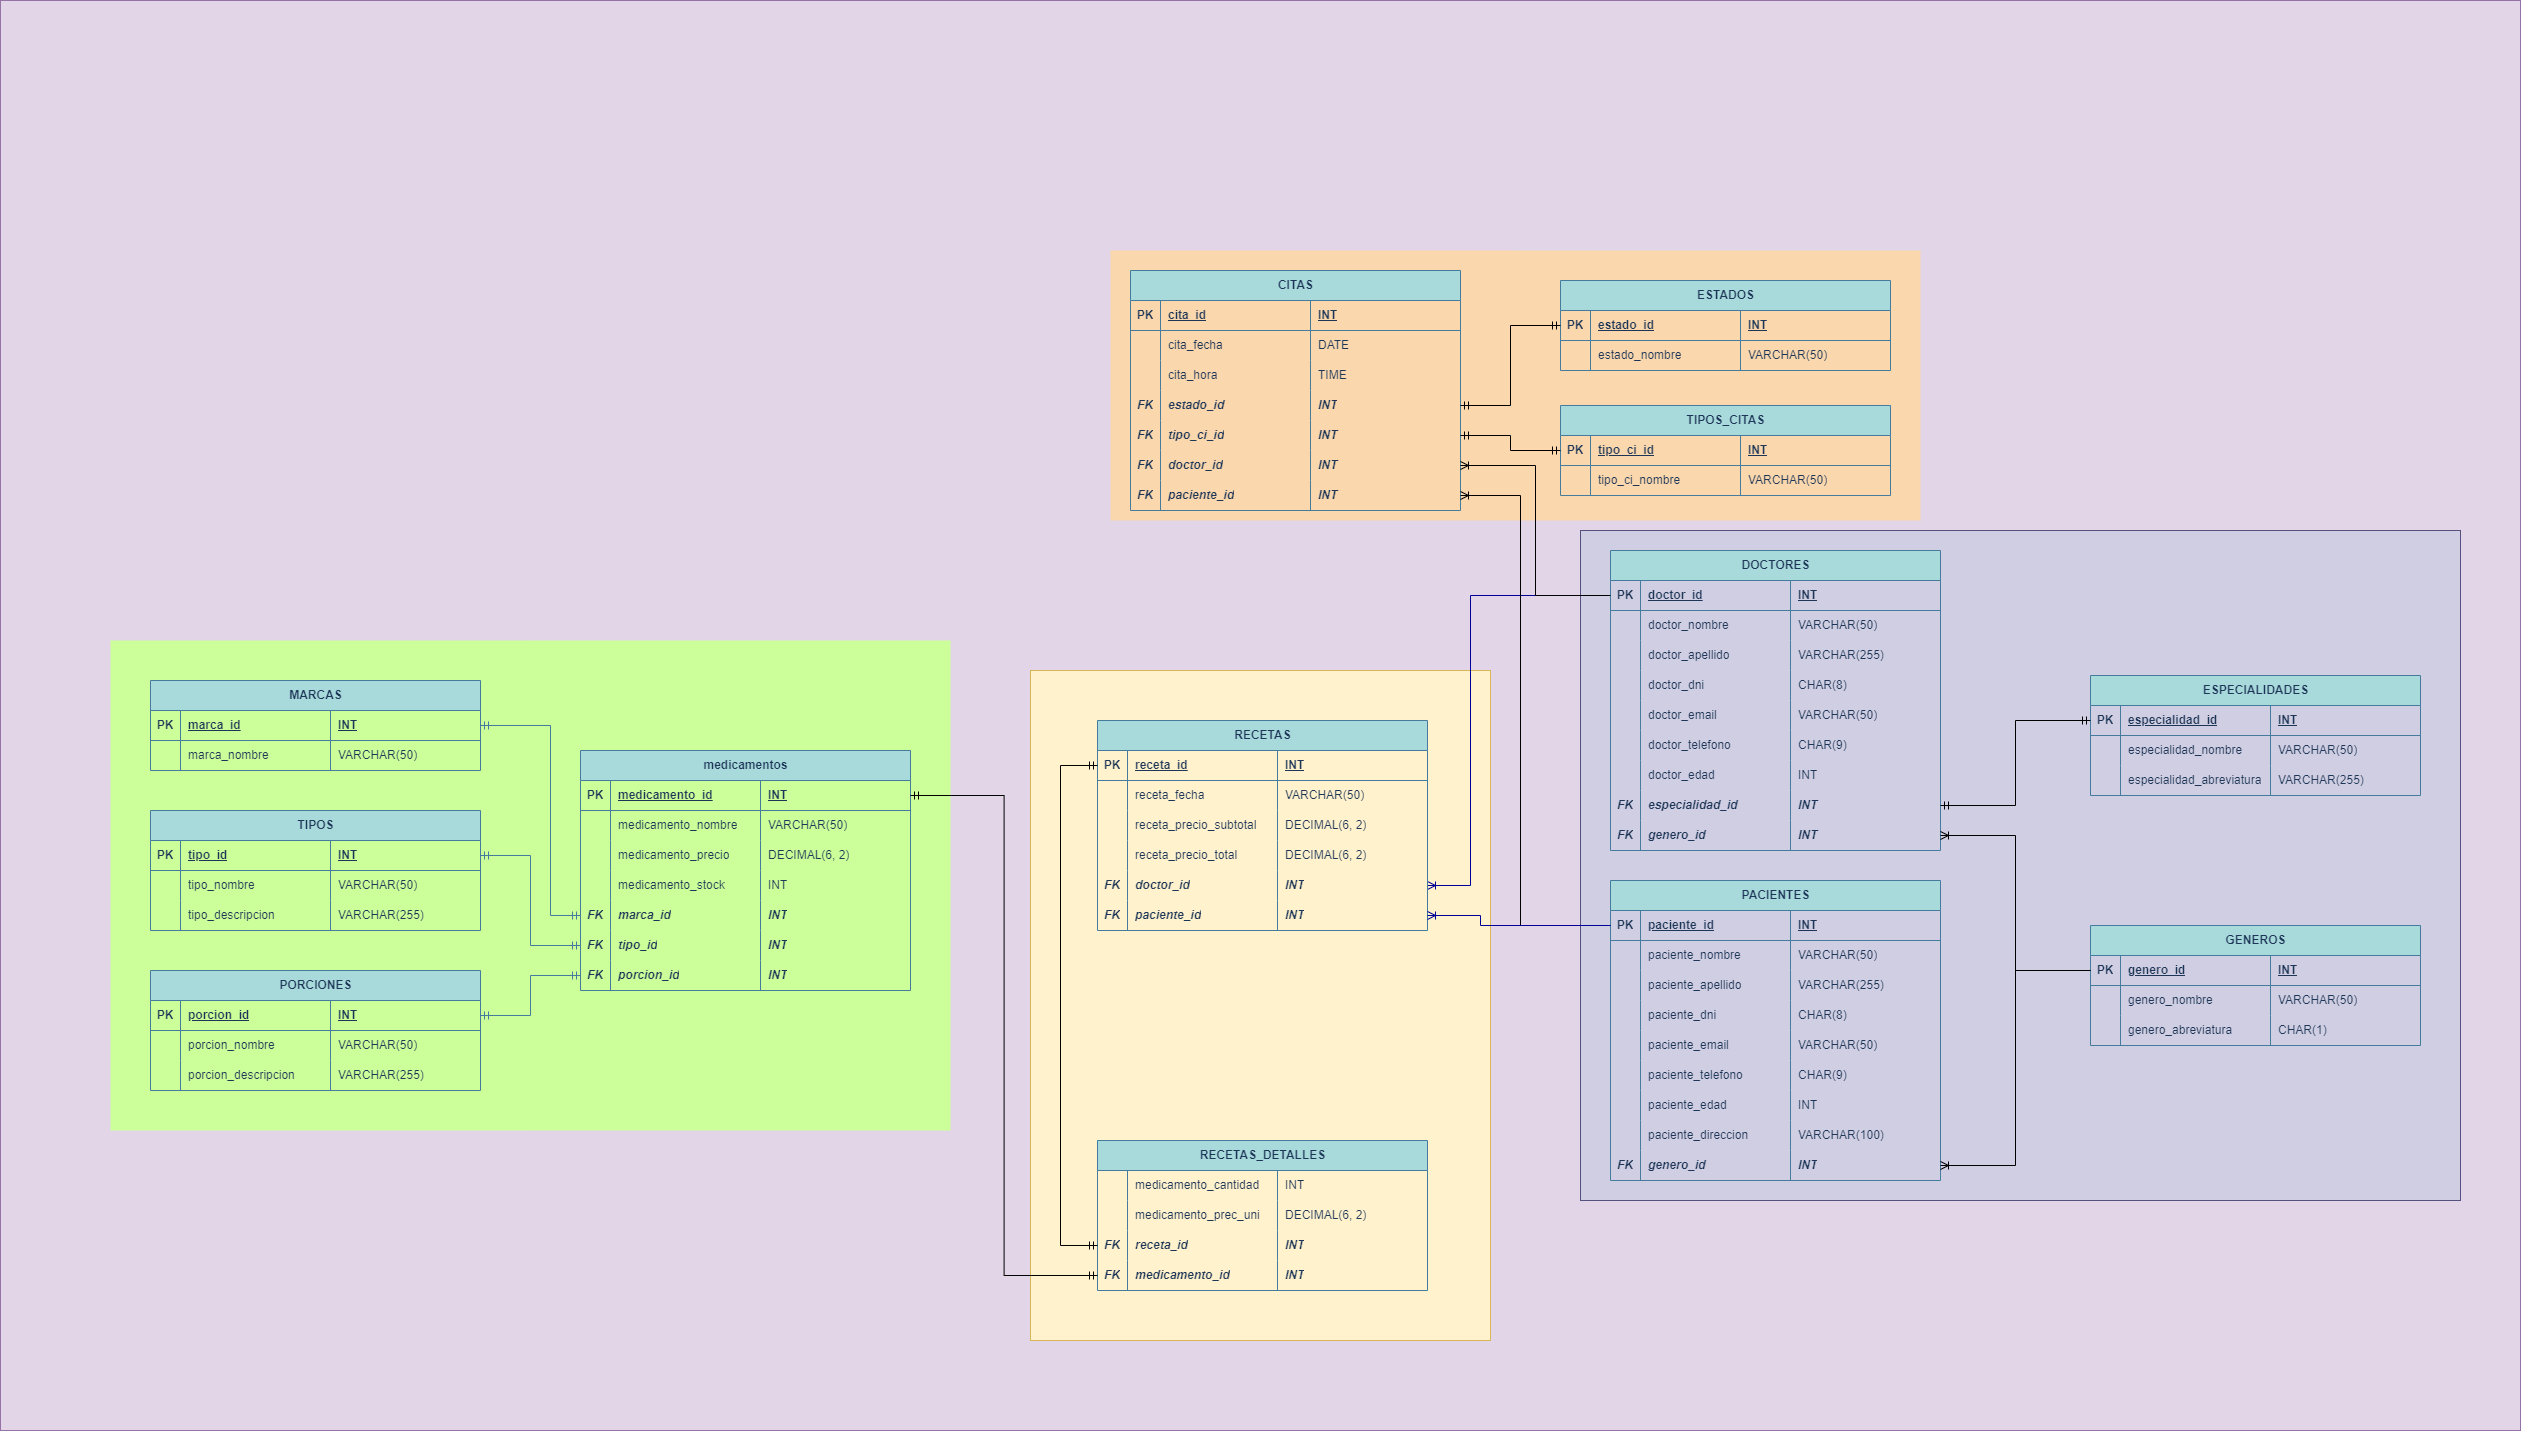 CITAS
PK cita_id INT
cita_fecha DATE
cita_hora TIME
FK estado_id INT
FK tipo_ci_id INT
FK doctor_id INT
FK paciente_id INT
ESTADOS
PK estado_id INT
estado_nombre VARCHAR(50)
TIPOS_CITAS
PK tipo_ci_id INT
tipo_ci_nombre VARCHAR(50)
MARCAS
PK marca_id INT
marca_nombre VARCHAR(50)
TIPOS
PK tipo_id INT
tipo_nombre VARCHAR(50)
tipo_descripcion VARCHAR(255)
PORCIONES
PK porcion_id INT
porcion_nombre VARCHAR(50)
porcion_descripcion VARCHAR(255)
medicamentos
PK medicamento_id INT
medicamento_nombre VARCHAR(50)
medicamento_precio DECIMAL(6, 2)
medicamento_stock INT
FK marca_id INT
FK tipo_id INT
FK porcion_id INT
RECETAS
PK receta_id INT
receta_fecha VARCHAR(50)
receta_precio_subtotal DECIMAL(6, 2)
receta_precio_total DECIMAL(6, 2)
FK doctor_id INT
FK paciente_id INT
RECETAS_DETALLES
medicamento_cantidad INT
medicamento_prec_uni DECIMAL(6, 2)
FK receta_id INT
FK medicamento_id INT
DOCTORES
PK doctor_id INT
doctor_nombre VARCHAR(50)
doctor_apellido VARCHAR(255)
doctor_dni CHAR(8)
doctor_email VARCHAR(50)
doctor_telefono CHAR(9)
doctor_edad INT
FK especialidad_id INT
FK genero_id INT
PACIENTES
PK paciente_id INT
paciente_nombre VARCHAR(50)
paciente_apellido VARCHAR(255)
paciente_dni CHAR(8)
paciente_email VARCHAR(50)
paciente_telefono CHAR(9)
paciente_edad INT
paciente_direccion VARCHAR(100)
FK genero_id INT
ESPECIALIDADES
PK especialidad_id INT
especialidad_nombre VARCHAR(50)
especialidad_abreviatura VARCHAR(255)
GENEROS
PK genero_id INT
genero_nombre VARCHAR(50)
genero_abreviatura CHAR(1)